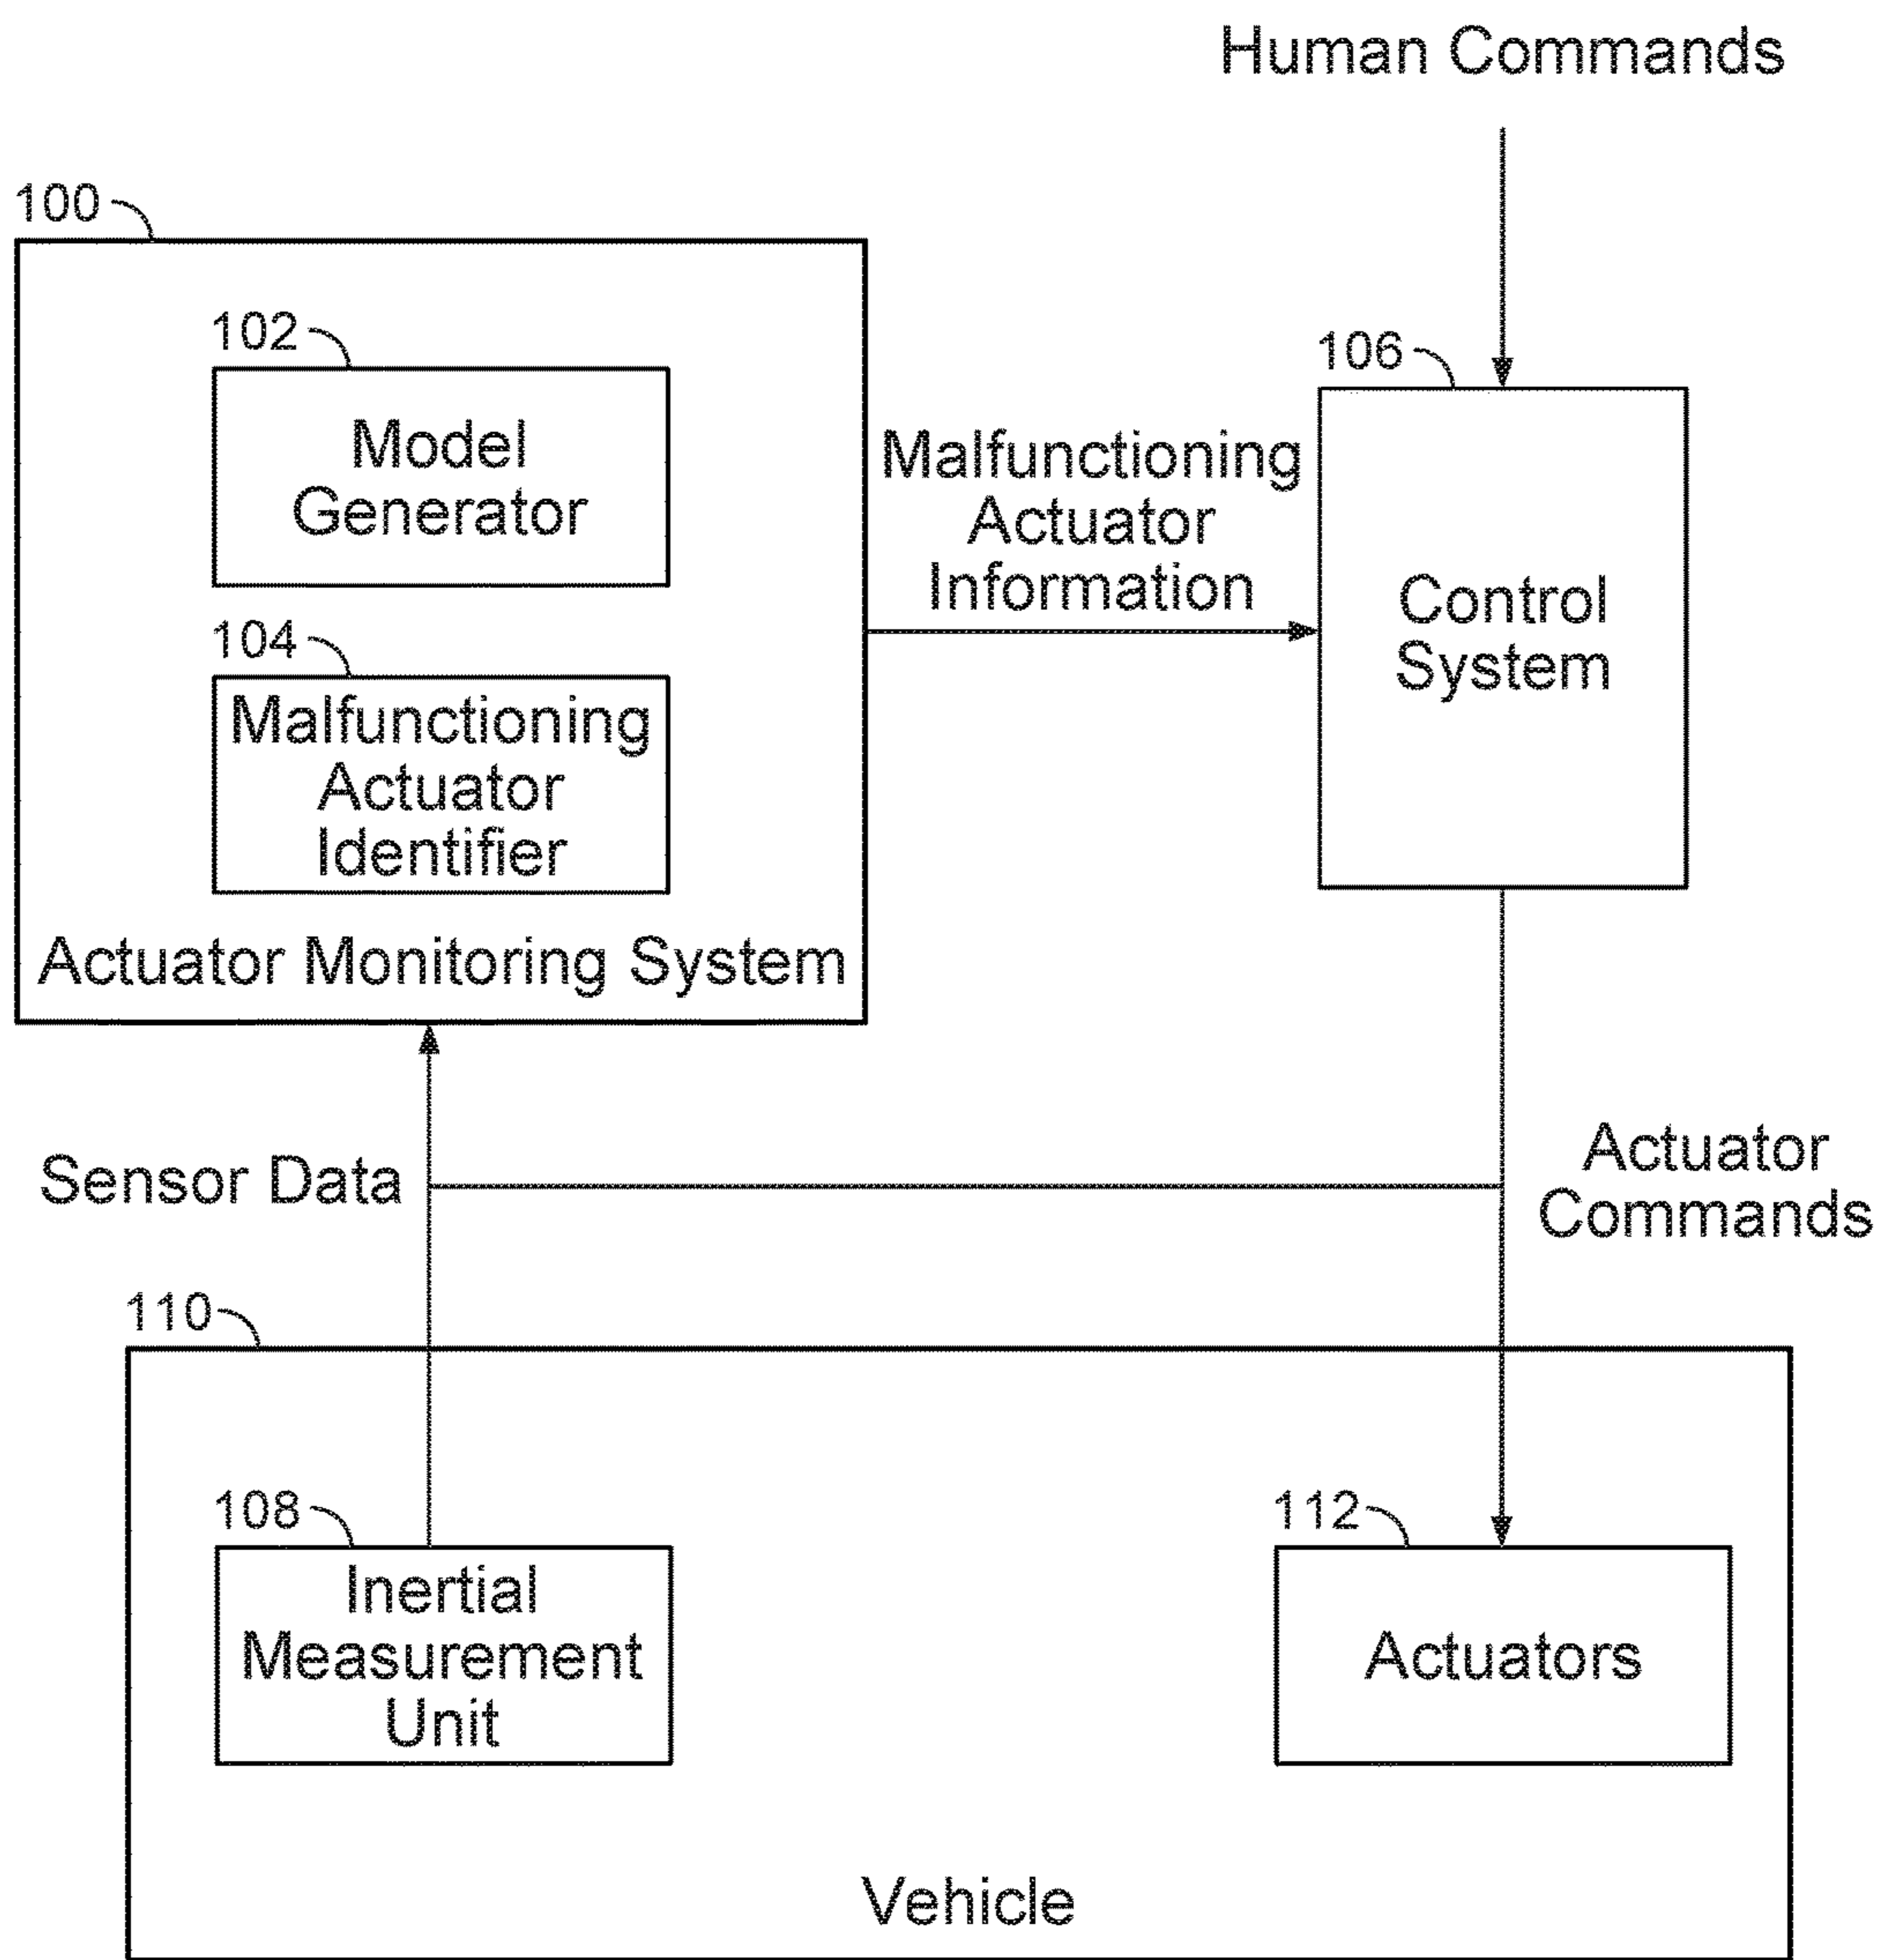 Human Commands
100
102
Model
Generator
104
Malfunctioning
Actuator
Identifier
Actuator Monitoring System
Malfunctioning
Actuator
Information
106
Control
System
Sensor Data
Actuator
Commands
110
108
Inertial
Measurement
Unit
112
Actuators
Vehicle